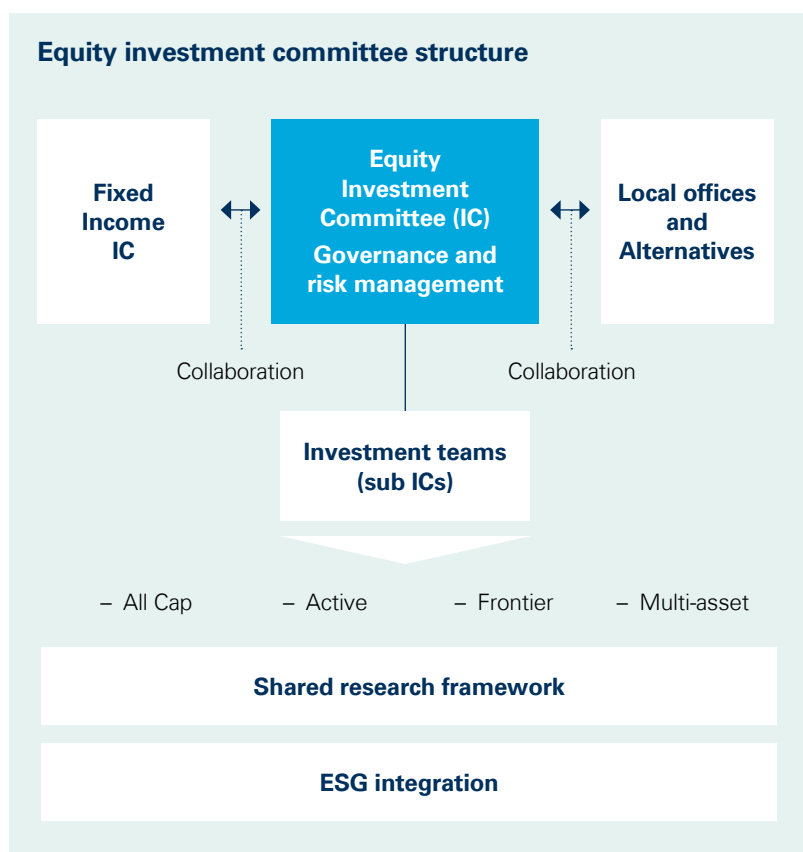 Equity investment committee structure
Fixed
Income
IC
Equity
Investment
Committee (IC)
Governance and
risk management
Local offices
and
Alternatives
Collaboration
Collaboration
Investment teams
(sub ICs)
– All Cap
– Active
– Frontier
– Multi-asset
Shared research framework
ESG integration